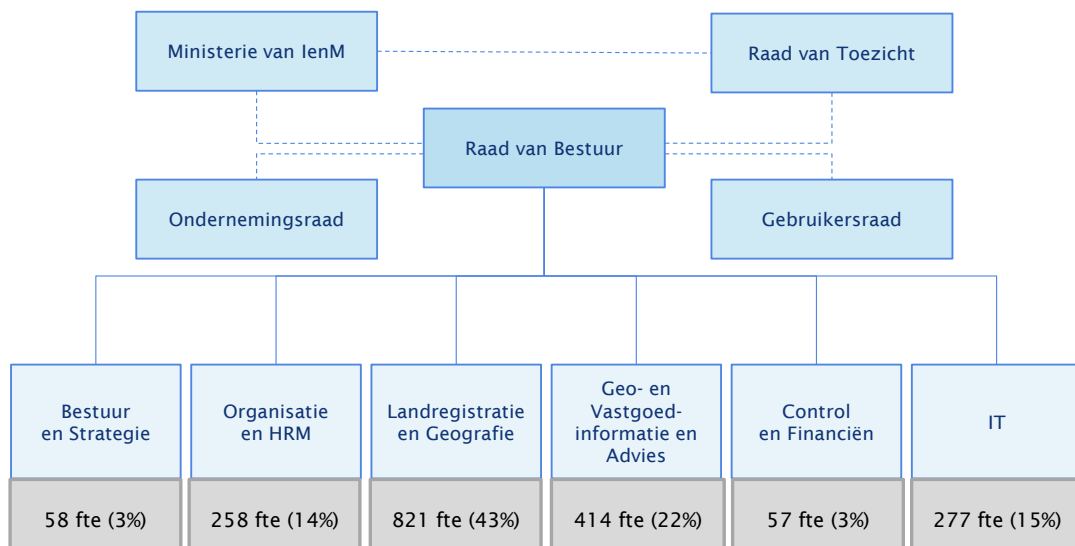 Ministerie van IenM
Raad van Toezicht
Raad van Bestuur
Ondernemingsraad
Gebruikersraad
Bestuur
en Strategie
Organisatie
en HRM
Landregistratie
en Geografie
Geo- en
Vastgoed-
informatie en
Advies
Control
en Financiën
IT
58 fte (3%)
258 fte (14%)
821 fte (43%)
414 fte (22%)
57 fte (3%)
277 fte (15%)